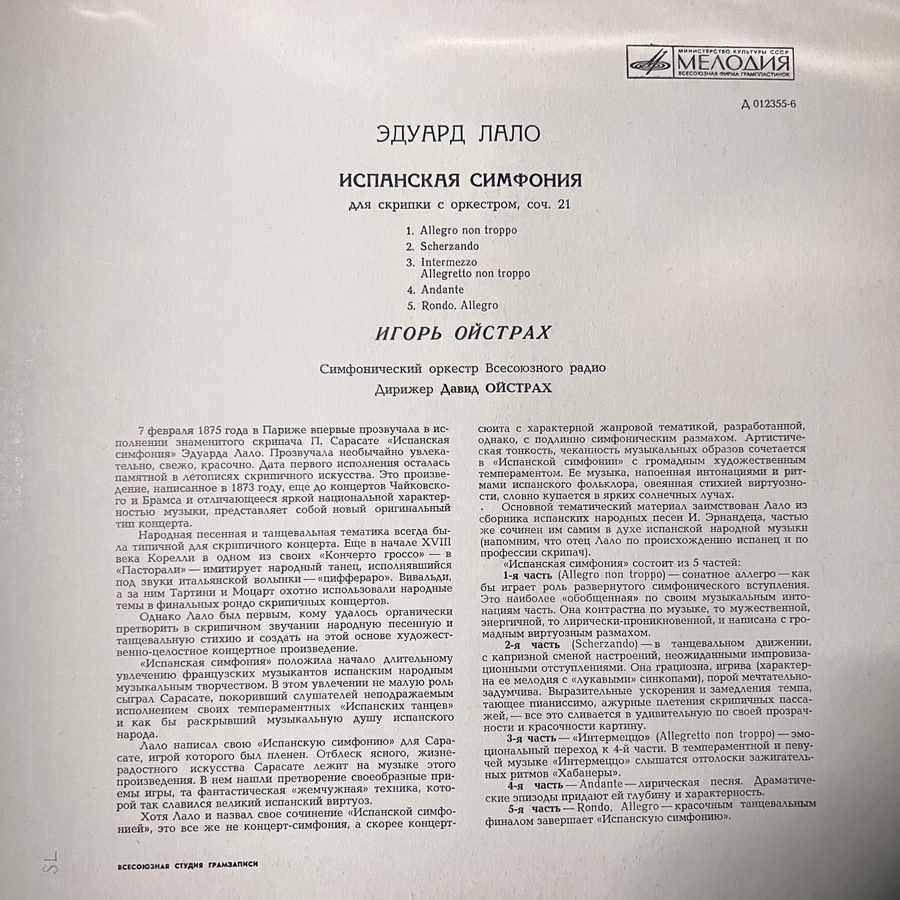 МИНИСТЕРСТВО КУЛЬТУРЫ СССР
МЕЛОДИЯ
ВСЕСОЮЗНАЯ ФИРМА ГРАМПЛАСТИНОК
Д 012355-6
ЭДУАРД ЛАЛО
ИСПАНСКАЯ СИМФОНИЯ
для скрипки с оркестром, соч. 21
1. Allegro non troppo
2. Scherzando
3. Intermezzo
Allegretto non troppo
4. Andante
5. Rondo. Allegro
ИГОРЬ ОЙСТРАХ
Симфонический оркестр Всесоюзного радио
Дирижер Давид ОЙСТРАХ
7 февраля 1875 года в Париже впервые прозвучала в ис-
полнении знаменитого скрипача П. Сарасате «Испанская
симфония» Эдуарда Лало. Прозвучала необычайно увлека-
тельно, свежо, красочно. Дата первого исполнения осталась
памятной в летописях скрипичного искусства. Это произве-
дение, написанное в 1873 году, еще до концертов Чайковско-
го и Брамса и отличающееся яркой национальной характер-
ностью музыки, представляет собой новый оригинальный
тип концерта.
Народная песенная и танцевальная тематика всегда бы-
ла типичной для скрипичного концерта. Еще в начале XVIII
века Корелли в одном из своих «Кончерто гроссо» — в
«Пасторали» — имитирует народный танец, исполнявшийся
под звуки итальянской волынки — «пиффераро». Вивальди,
а за ним Тартини и Моцарт охотно использовали народные
темы в финальных рондо скрипичных концертов.
Однако Лало был первым, кому удалось органически
претворить в скрипичном звучании народную песенную и
танцевальную стихию и создать на этой основе художест-
венно-целостное концертное произведение.
«Испанская симфония» положила начало длительному
увлечению французских музыкантов испанским народным
музыкальным творчеством. В этом увлечении не малую роль
сыграл Сарасате, покоривший слушателей неподражаемым
исполнением своих темпераментных «Испанских танцев»
и как бы раскрывший музыкальную душу испанского
народа.
Лало написал свою «Испанскую симфонию» для Сара-
сате, игрой которого был пленен. Отблеск ясного, жизне-
радостного искусства Сарасате лежит на музыке этого
произведения. В нем нашли претворение своеобразные при-
емы игры, та фантастическая «жемчужная» техника, кото-
рой так славился великий испанский виртуоз.
Хотя Лало и назвал свое сочинение «Испанской симфо-
нией», это все же не концерт-симфония, а скорее концерт-
сюита с характерной жанровой тематикой, разработанной,
однако, с подлинно симфоническим размахом. Артистиче-
ская тонкость, чеканность музыкальных образов сочетается
в «Испанской симфонии» с громадным художественным
темпераментом. Ее музыка, напоенная интонациями и рит-
мами испанского фольклора, овеянная стихией виртуозно-
сти, словно купается в ярких солнечных лучах.
Основной тематический материал заимствован Лало из
сборника испанских народных песен И. Эрнандеца, частью
же сочинен им самим в духе испанской народной музыки
(напомним, что отец Лало по происхождению испанец и по
профессии скрипач).
«Испанская симфония» состоит из 5 частей:
1-я часть (Allegro non troppo) — сонатное аллегро — как
бы играет роль развернутого симфонического вступления.
Это наиболее «обобщенная» по своим музыкальным инто-
нациям часть. Она контрастна по музыке, то мужественной,
энергичной, то лирически-проникновенной, и написана с гро-
мадным виртуозным размахом.
2-я часть (Scherzando) — в танцевальном движении,
с капризной сменой настроений, неожиданными импровиза-
ционными отступлениями. Она грациозна, игрива (характер-
на ее мелодия с «лукавыми» синкопами), порой мечтательно-
задумчива. Выразительные ускорения и замедления темпа,
тающее пианиссимо, ажурные плетения скрипичных пасса-
жей, — все это сливается в удивительную по своей прозрач-
ности и красочности картину.
3-я часть — «Интермеццо» (Allegretto non troppo) — эмо-
циональный переход к 4-й части. В темпераментной и певу-
чей музыке «Интермеццо» слышатся отголоски зажигатель-
ных ритмов «Хабанеры».
4-я часть — Andante — лирическая песня. Драматиче-
ские эпизоды придают ей глубину и характерность.
5-я часть — Rondo, Allegro — красочным танцевальным
финалом завершает «Испанскую симфонию».
ВСЕСОЮЗНАЯ СТУДИЯ ГРАМЗАПИСИ
SL